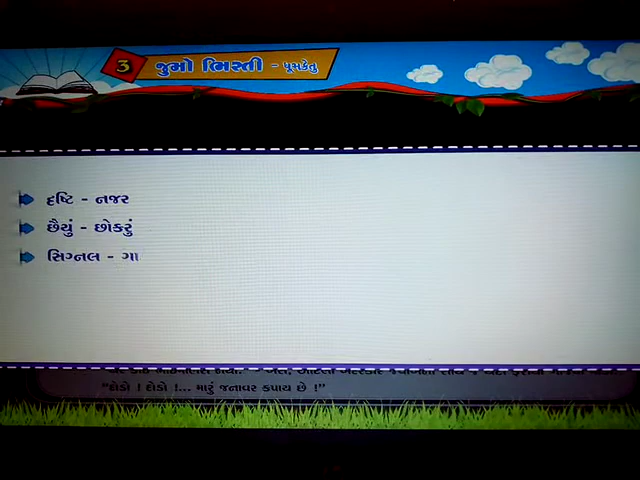 3 જુમો ભિસ્તી - ધૂમકેતુ
દૃષ્ટિ - નજર
છૈયું - છોકરું
સિગ્નલ - ગા
“દોડો ! દોડો !... મારું જનાવર કપાય છે !”